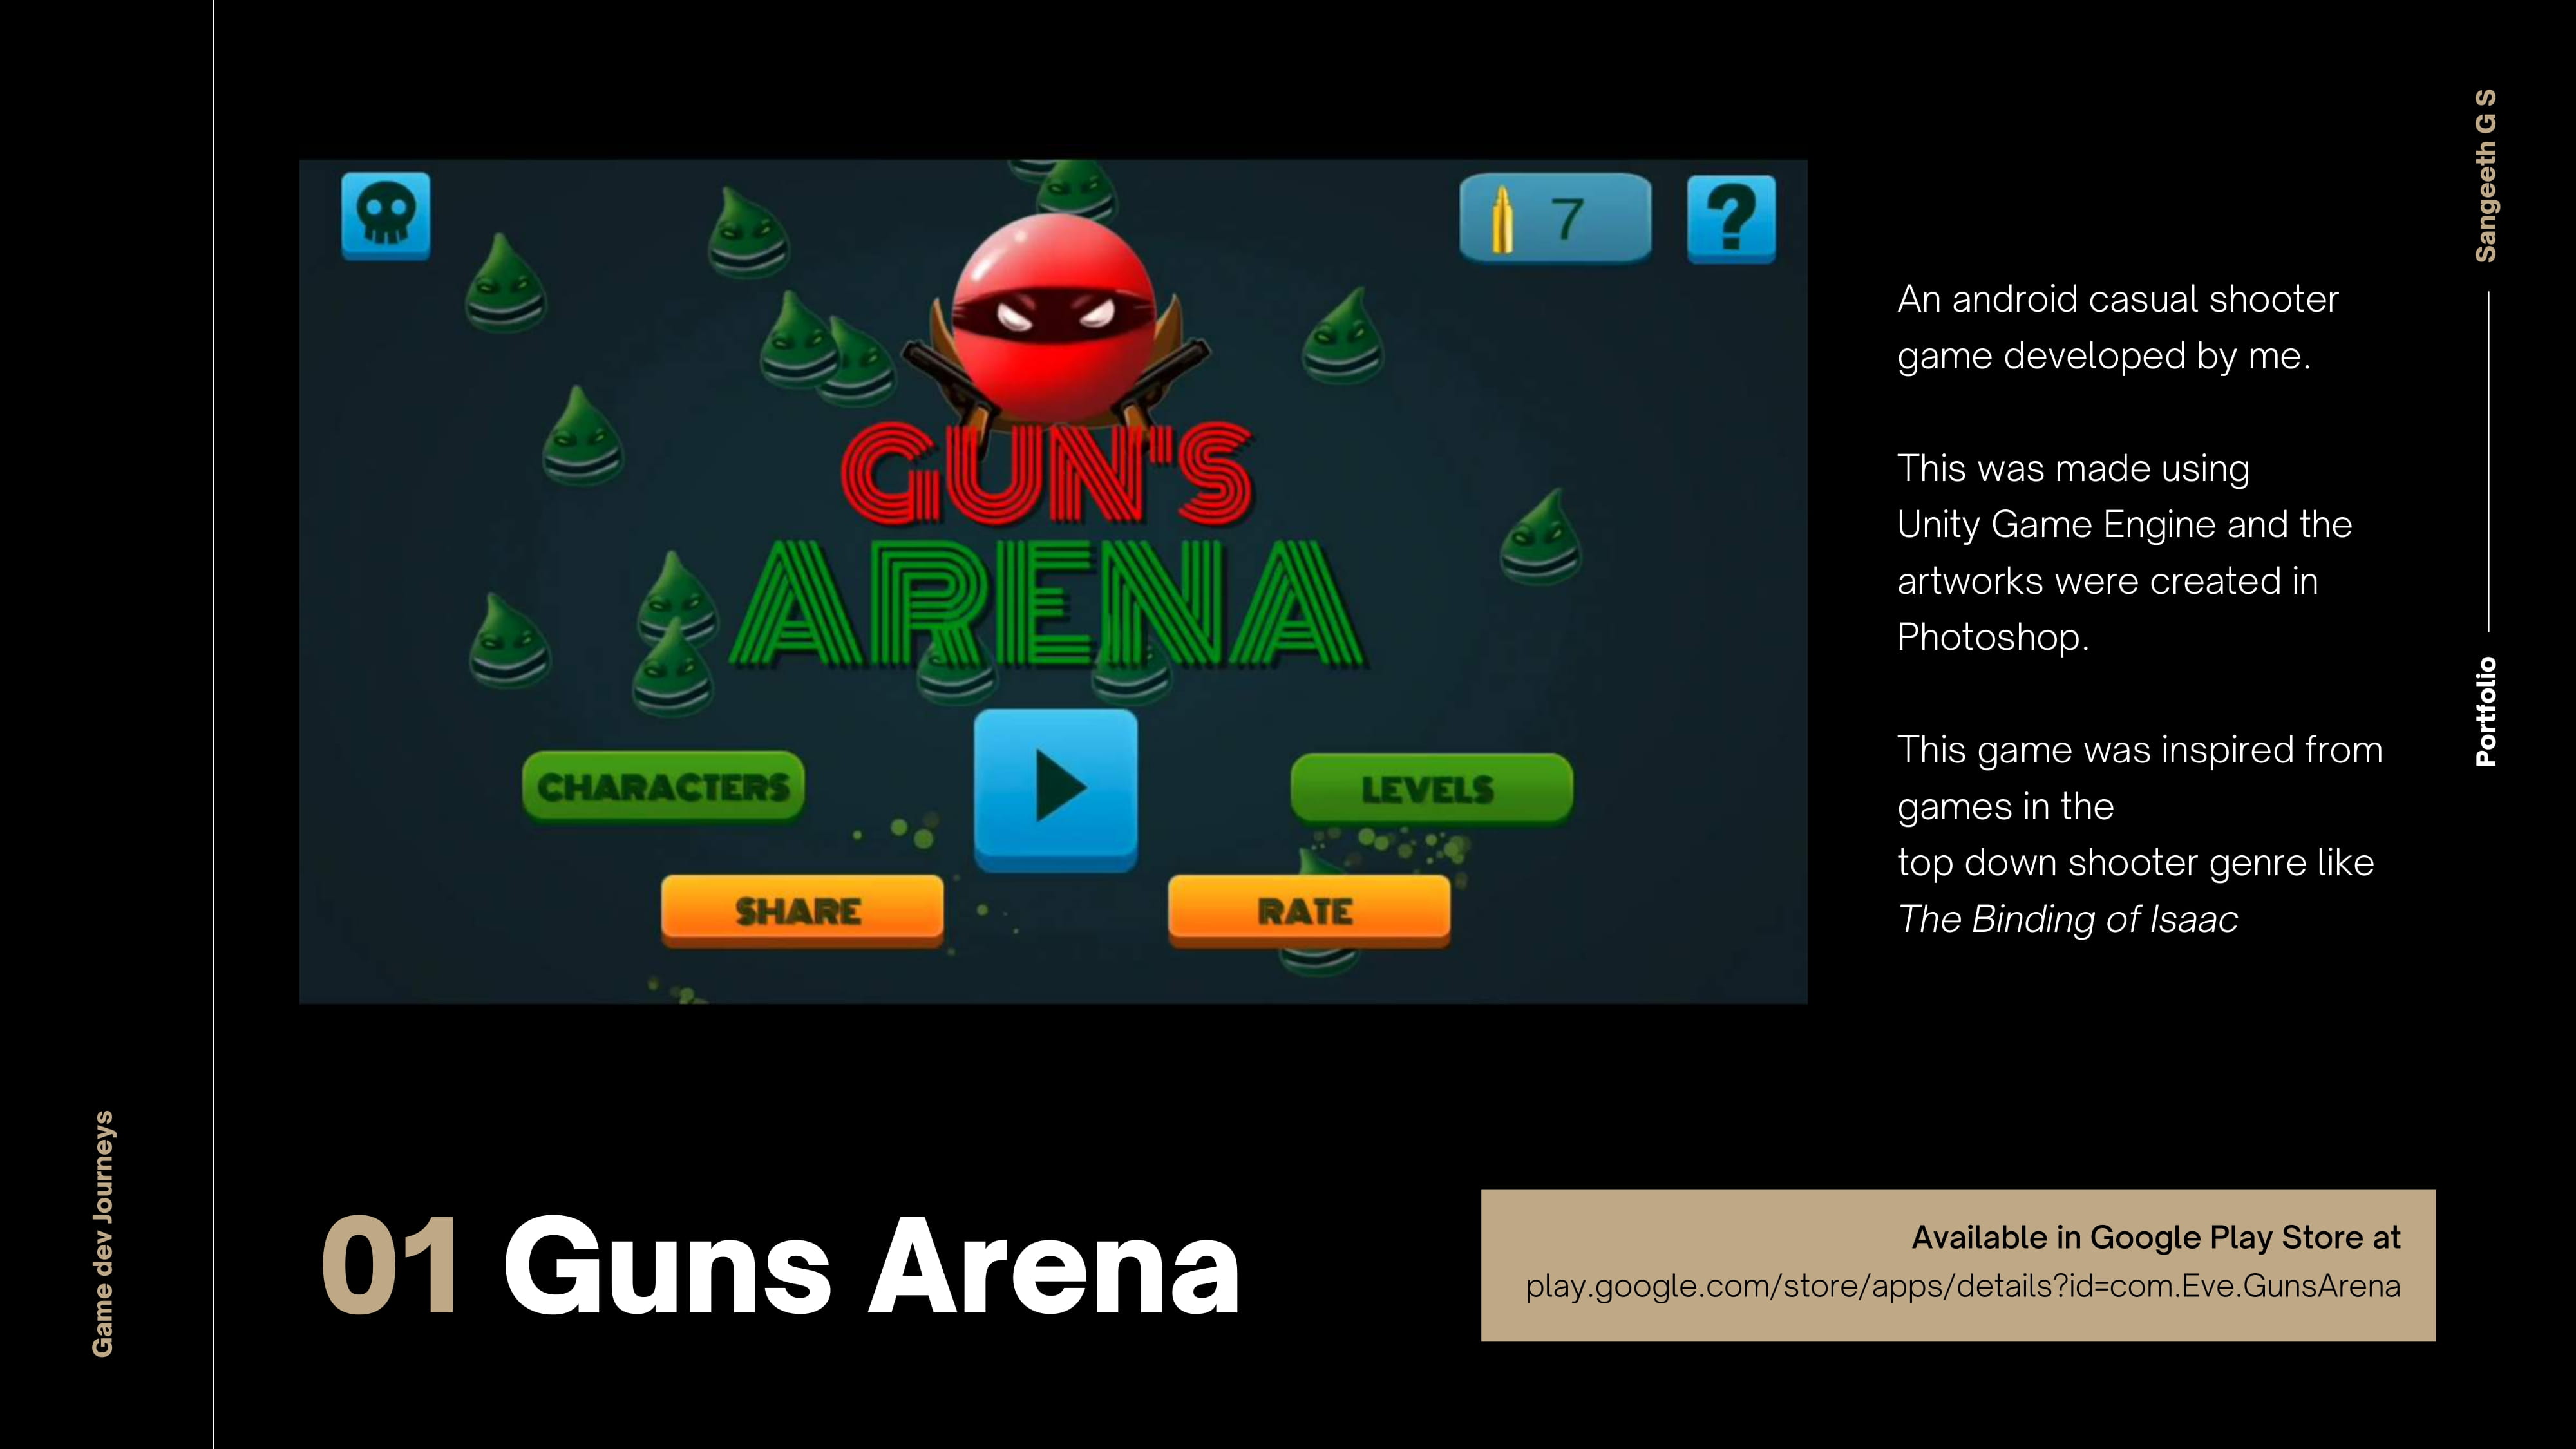 Sangeeth G S
Portfolio
7
?
GUN'S
ARENA
CHARACTERS
LEVELS
SHARE
RATE
An android casual shooter
game developed by me.
This was made using
Unity Game Engine and the
artworks were created in
Photoshop.
This game was inspired from
games in the
top down shooter genre like
The Binding of Isaac
Game dev Journeys
01 Guns Arena
Available in Google Play Store at
play.google.com/store/apps/details?id=com.Eve.GunsArena